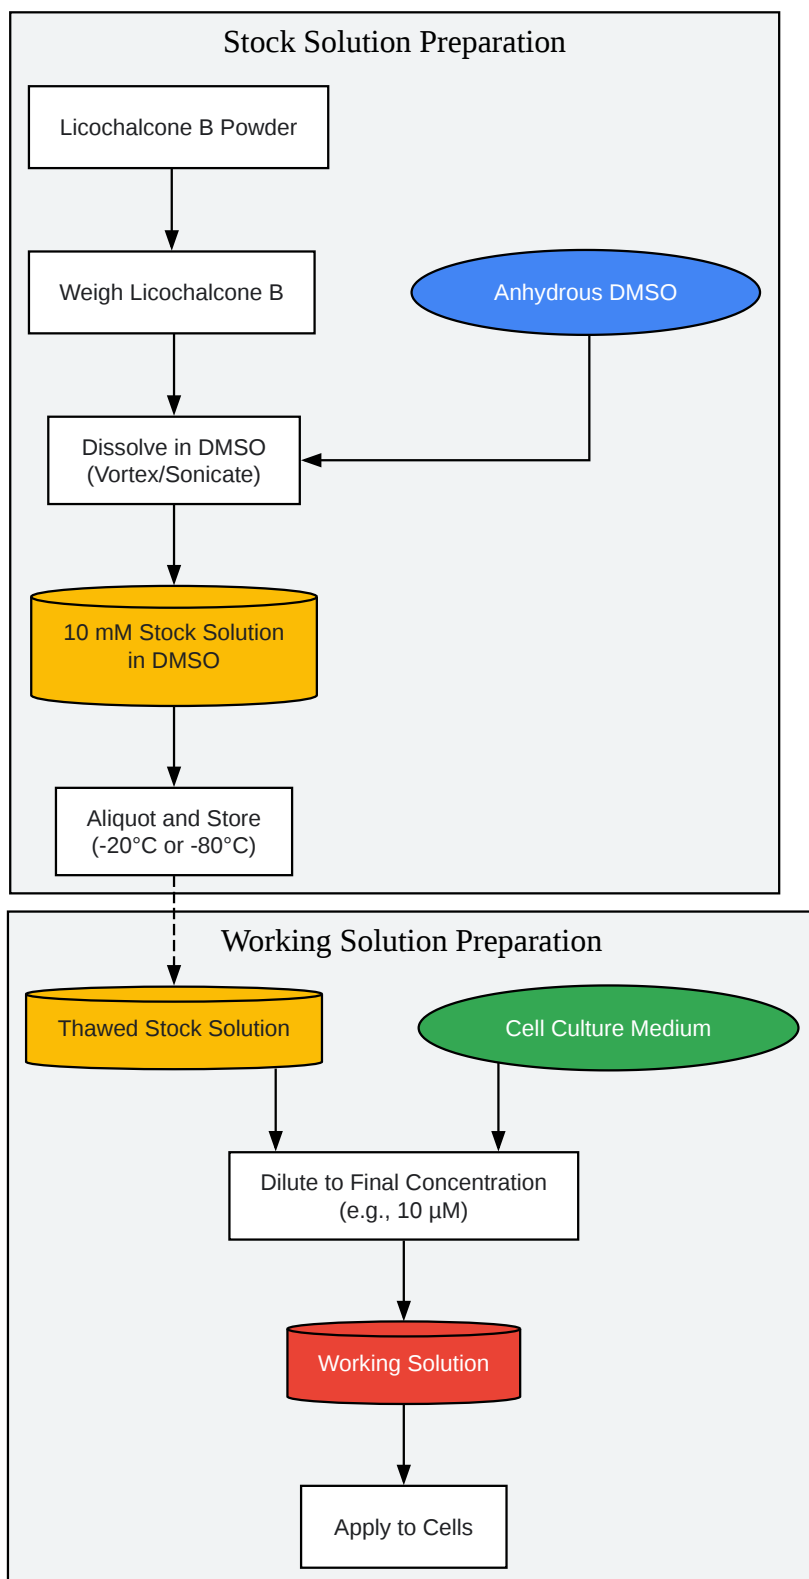 Stock Solution Preparation
Licochalcone B Powder
Weigh Licochalcone B
Anhydrous DMSO
Dissolve in DMSO
(Vortex/Sonicate)
10 mM Stock Solution
in DMSO
Aliquot and Store
(-20°C or -80°C)
Working Solution Preparation
Thawed Stock Solution
Cell Culture Medium
Dilute to Final Concentration
(e.g., 10 µM)
Working Solution
Apply to Cells